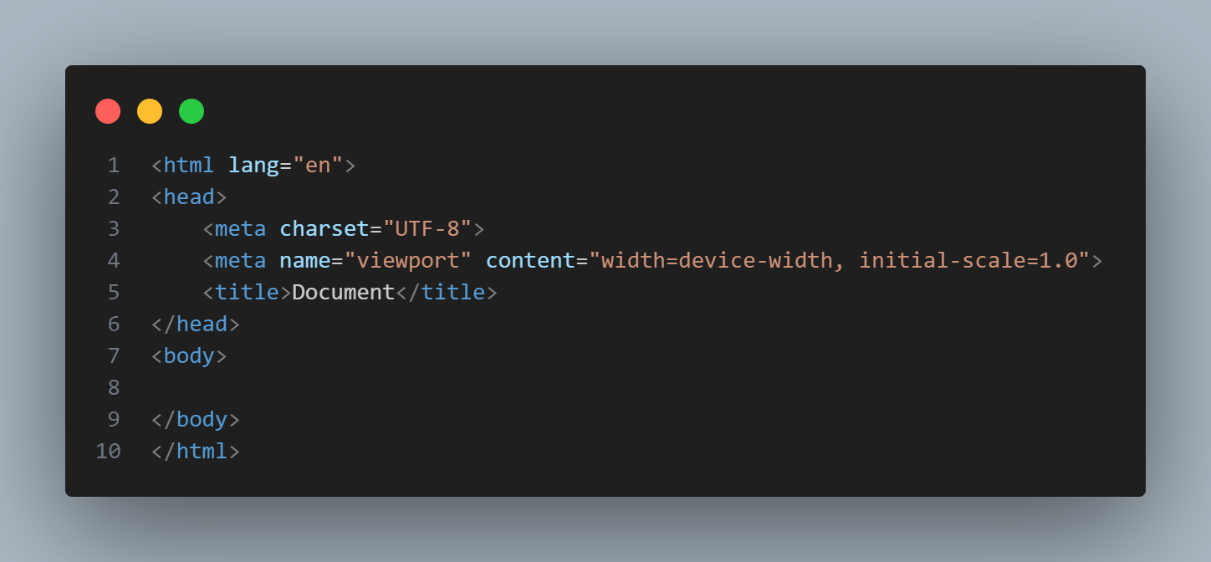 1 <html lang="en">
2 <head>
3     <meta charset="UTF-8">
4     <meta name="viewport" content="width=device-width, initial-scale=1.0">
5     <title>Document</title>
6 </head>
7 <body>
8
9 </body>
10 </html>